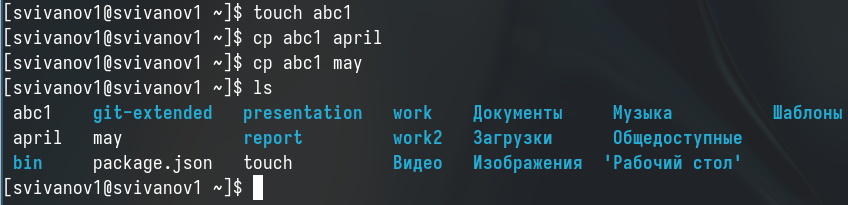 [svivanov1@svivanov1 ~]$ touch abc1
[svivanov1@svivanov1 ~]$ cp abc1 april
[svivanov1@svivanov1 ~]$ cp abc1 may
[svivanov1@svivanov1 ~]$ ls
abc1 git-extended presentation work Документы Музыка Шаблоны
april may report work2 Загрузки Общедоступные
bin package.json touch Видео Изображения 'Рабочий стол'
[svivanov1@svivanov1 ~]$